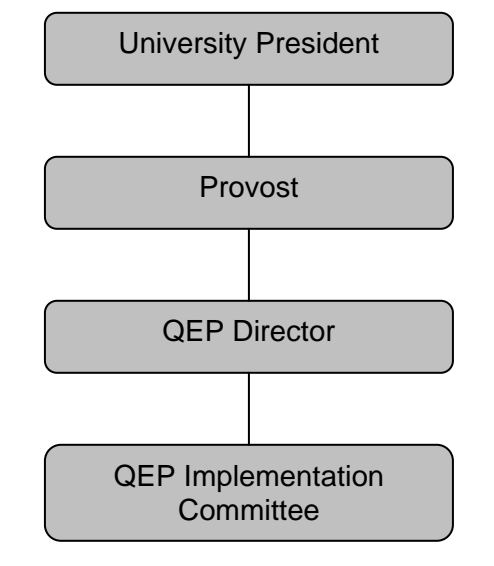 University President
Provost
QEP Director
QEP Implementation
Committee